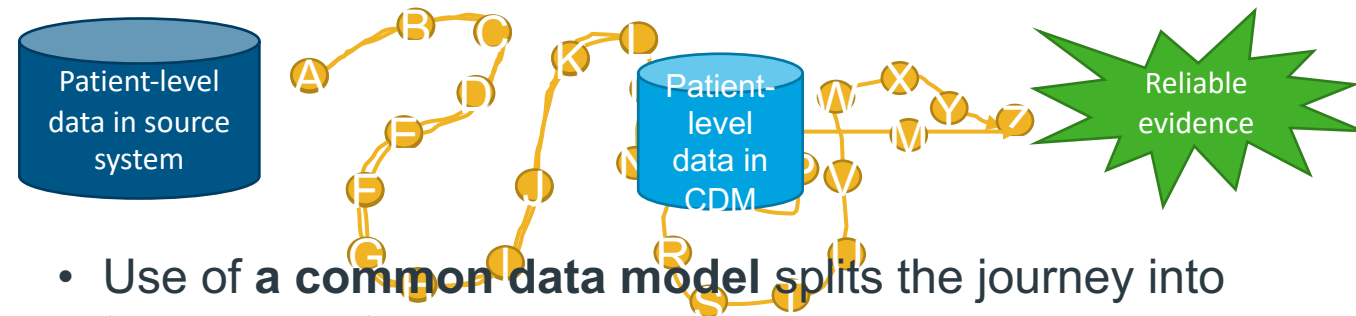 Patient-level
data in source
system
A
B
C
D
E
F
G
H
I
J
K
L
Patient-
level
data in
CDM
N
P
R
S
T
U
V
W
X
Y
Z
M
Reliable
evidence
• Use of a common data model splits the journey into